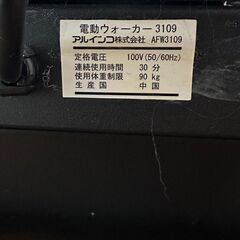 電動ウォーカー 3109
アルインコ株式会社 AFW3109
定格電圧 100V(50/60Hz)
連続使用時間 30 分
使用体重制限 90 kg
生産国 中国